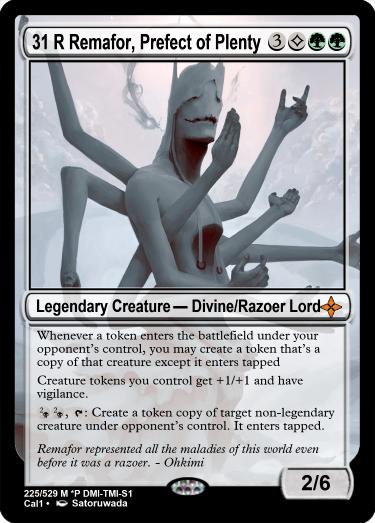 31 R Remafor, Prefect of Plenty 3
Legendary Creature — Divine/Razoer Lord
Whenever a token enters the battlefield under your
opponent's control, you may create a token that's a
copy of that creature except it enters tapped
Creature tokens you control get +1/+1 and have
vigilance.
2 2, : Create a token copy of target non-legendary
creature under opponent's control. It enters tapped.
Remafor represented all the maladies of this world even
before it was a razoer. - Ohkimi
2/6
225/529 M *P DMI-TMI-S1
Cal1 • Satoruwada